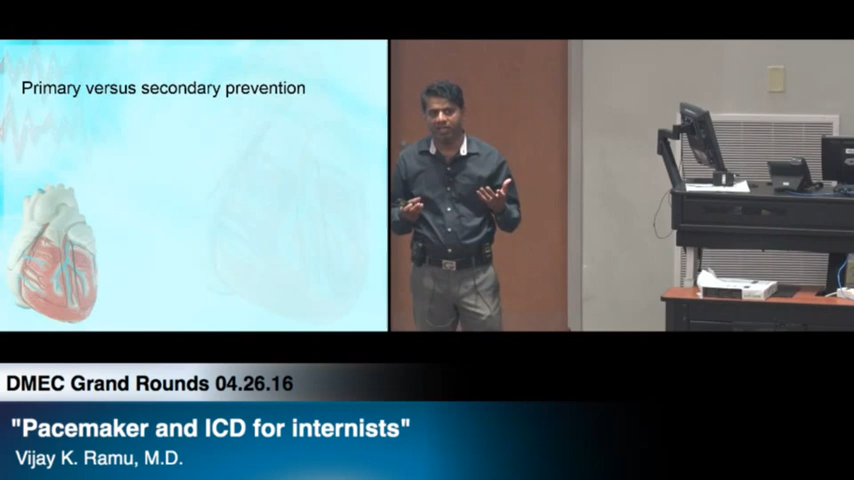 Primary versus secondary prevention
DMEC Grand Rounds 04.26.16
"Pacemaker and ICD for internists"
Vijay K. Ramu, M.D.